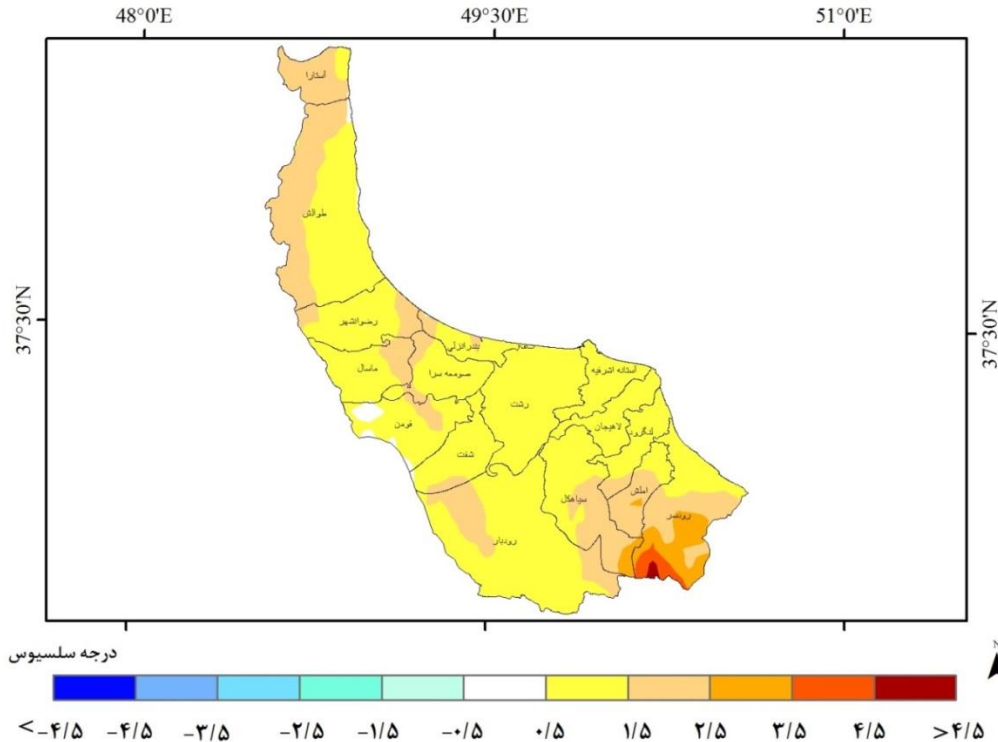 48°0'E 49°30'E 51°0'E
آستارا
طوالش
37°30'N
37°30'N
رضوانشهر
بندرانزلی
ماسال
صومعه سرا
آستانه اشرفیه
رشت
فومن
لاهیجان
لنگرود
شفت
املش
سیاهکل
رودسر
رودبار
درجه سلسیوس
N
<-۴/۵ -۴/۵ -۳/۵ -۲/۵ -۱/۵ -۰/۵ ۰/۵ ۱/۵ ۲/۵ ۳/۵ ۴/۵ >۴/۵